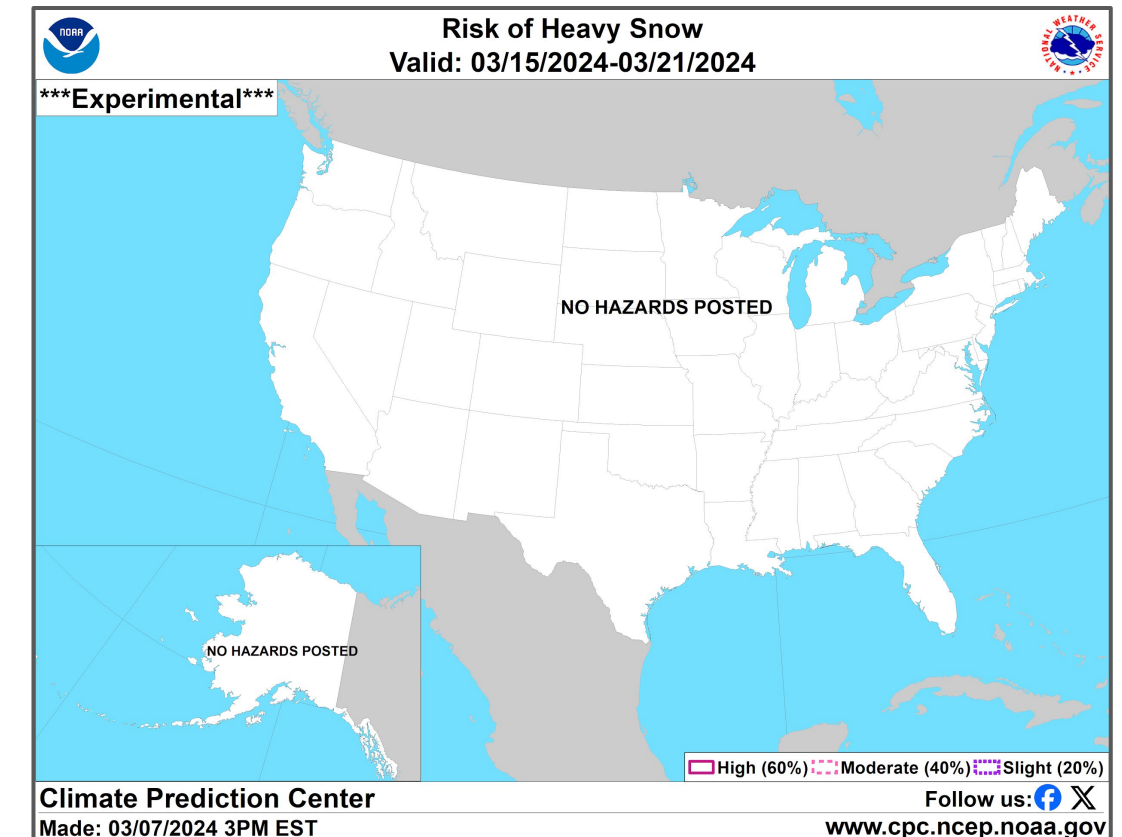 NOAA
Risk of Heavy Snow
Valid: 03/15/2024-03/21/2024
NATIONAL WEATHER SERVICE
***Experimental***
NO HAZARDS POSTED
NO HAZARDS POSTED
High (60%) Moderate (40%) Slight (20%)
Climate Prediction Center
Follow us:
Made: 03/07/2024 3PM EST
www.cpc.ncep.noaa.gov